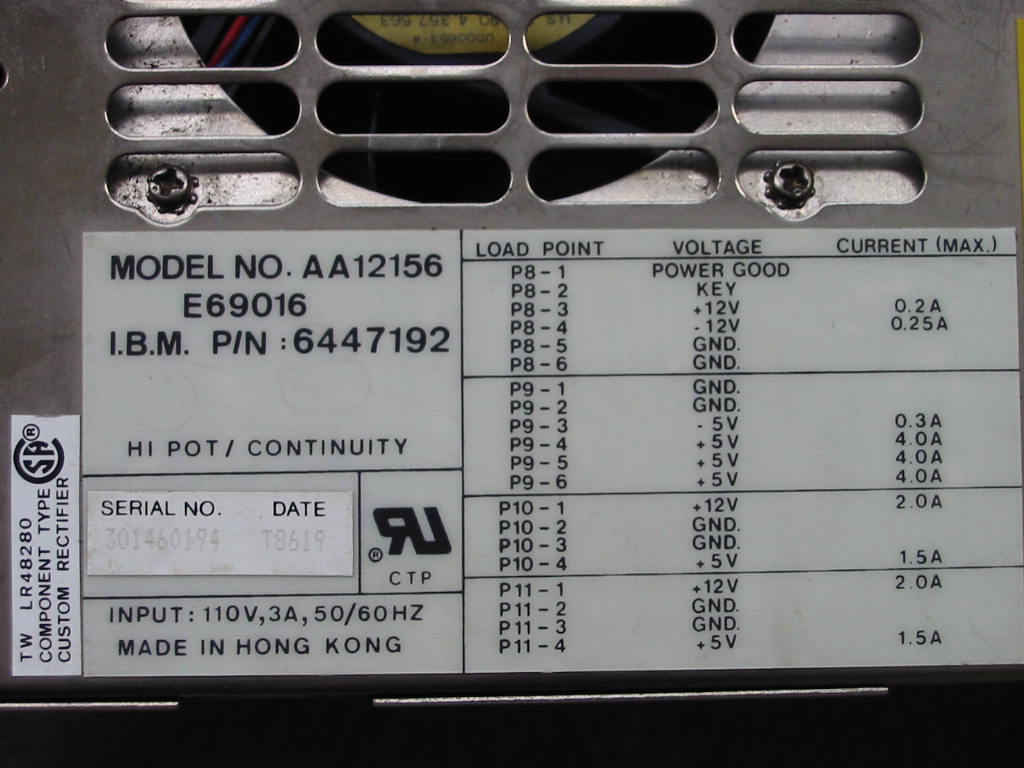 U.S.
4,357,563
U000653-4
MODEL NO. AA12156
E69016
I.B.M. P/N : 6447192
HI POT / CONTINUITY
SERIAL NO. DATE
301460194 T8619
® CTP
INPUT: 110V,3A, 50/60HZ
MADE IN HONG KONG
LOAD POINT VOLTAGE CURRENT (MAX.)
P8-1 POWER GOOD
P8-2 KEY
P8-3 +12V 0.2A
P8-4 -12V 0.25A
P8-5 GND.
P8-6 GND.
P9-1 GND.
P9-2 GND.
P9-3 -5V 0.3A
P9-4 +5V 4.0A
P9-5 +5V 4.0A
P9-6 +5V 4.0A
P10-1 +12V 2.0A
P10-2 GND.
P10-3 GND.
P10-4 +5V 1.5A
P11-1 +12V 2.0A
P11-2 GND.
P11-3 GND.
P11-4 +5V 1.5A
SA ®
TW LR48280
COMPONENT TYPE
CUSTOM RECTIFIER